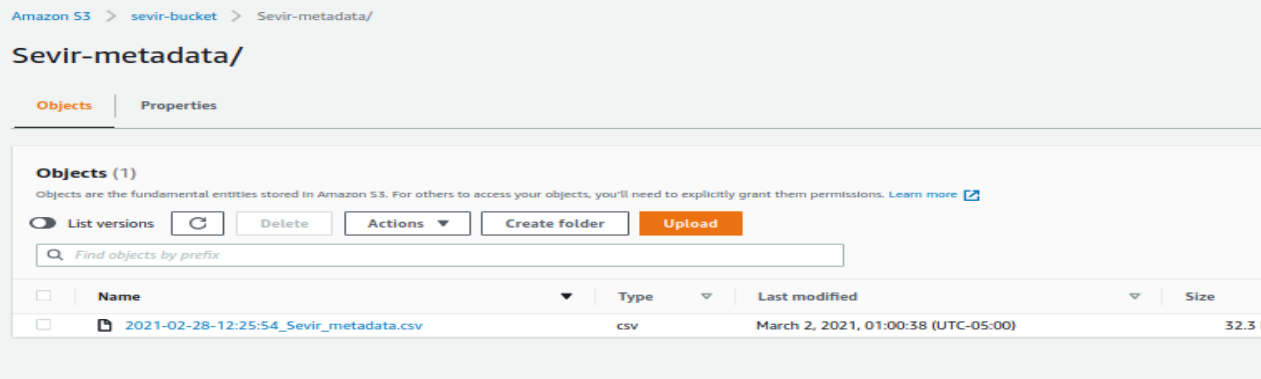 Amazon S3 > sevir-bucket > Sevir-metadata/
Sevir-metadata/
Objects Properties
Objects (1)
Objects are the fundamental entities stored in Amazon S3. For others to access your objects, you'll need to explicitly grant them permissions. Learn more
List versions Delete Actions Create folder Upload
Find objects by prefix
Name Type Last modified Size
2021-02-28-12:25:54_Sevir_metadata.csv csv March 2, 2021, 01:00:38 (UTC-05:00) 32.3